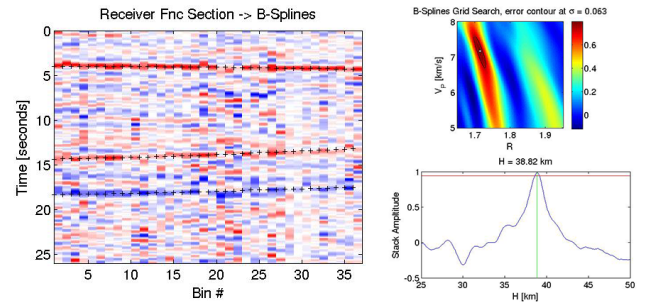 Receiver Fnc Section -> B-Splines
0
5
10
15
20
25
Time [seconds]
5 10 15 20 25 30 35
Bin #
B-Splines Grid Search, error contour at σ = 0.063
8
7
6
5
V_P [km/s]
1.7 1.8 1.9
R
0.8
0.6
0.4
0.2
0
H = 38.82 km
1
0.5
0
-0.5
Stack Amplitude
25 30 35 40 45 50
H [km]